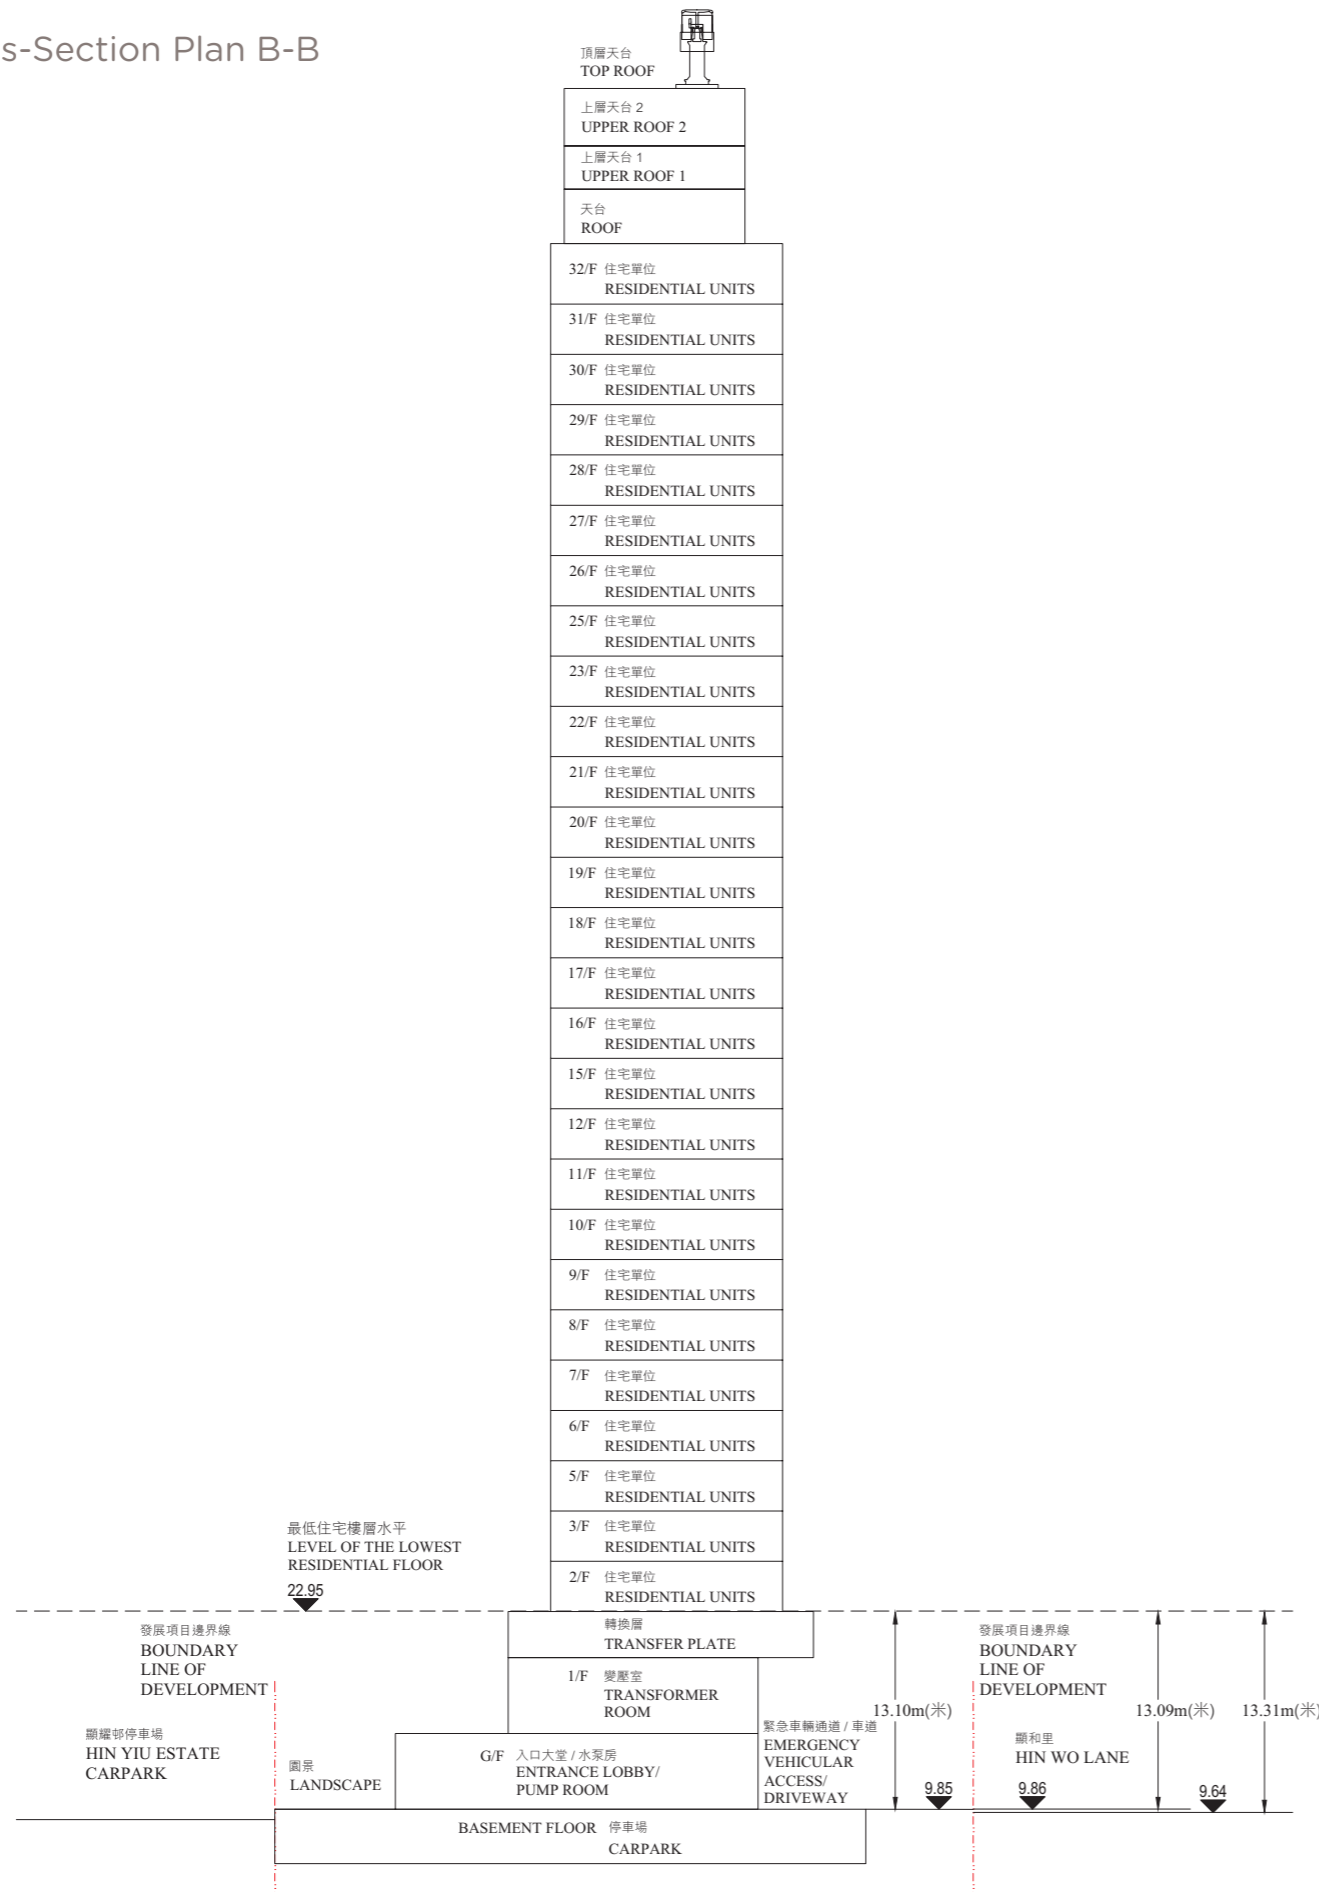 s-Section Plan B-B
頂層天台
TOP ROOF
上層天台 2
UPPER ROOF 2
上層天台 1
UPPER ROOF 1
天台
ROOF
32/F 住宅單位
RESIDENTIAL UNITS
31/F 住宅單位
RESIDENTIAL UNITS
30/F 住宅單位
RESIDENTIAL UNITS
29/F 住宅單位
RESIDENTIAL UNITS
28/F 住宅單位
RESIDENTIAL UNITS
27/F 住宅單位
RESIDENTIAL UNITS
26/F 住宅單位
RESIDENTIAL UNITS
25/F 住宅單位
RESIDENTIAL UNITS
23/F 住宅單位
RESIDENTIAL UNITS
22/F 住宅單位
RESIDENTIAL UNITS
21/F 住宅單位
RESIDENTIAL UNITS
20/F 住宅單位
RESIDENTIAL UNITS
19/F 住宅單位
RESIDENTIAL UNITS
18/F 住宅單位
RESIDENTIAL UNITS
17/F 住宅單位
RESIDENTIAL UNITS
16/F 住宅單位
RESIDENTIAL UNITS
15/F 住宅單位
RESIDENTIAL UNITS
12/F 住宅單位
RESIDENTIAL UNITS
11/F 住宅單位
RESIDENTIAL UNITS
10/F 住宅單位
RESIDENTIAL UNITS
9/F 住宅單位
RESIDENTIAL UNITS
8/F 住宅單位
RESIDENTIAL UNITS
7/F 住宅單位
RESIDENTIAL UNITS
6/F 住宅單位
RESIDENTIAL UNITS
5/F 住宅單位
RESIDENTIAL UNITS
3/F 住宅單位
RESIDENTIAL UNITS
2/F 住宅單位
RESIDENTIAL UNITS
最低住宅樓層水平
LEVEL OF THE LOWEST
RESIDENTIAL FLOOR
22.95
轉換層
TRANSFER PLATE
1/F 變壓室
TRANSFORMER
ROOM
G/F 入口大堂 / 水泵房
ENTRANCE LOBBY/
PUMP ROOM
BASEMENT FLOOR 停車場
CARPARK
發展項目邊界線
BOUNDARY
LINE OF
DEVELOPMENT
顯耀邨停車場
HIN YIU ESTATE
CARPARK
園景
LANDSCAPE
緊急車輛通道 / 車道
EMERGENCY
VEHICULAR
ACCESS/
DRIVEWAY
13.10m(米)
9.85
發展項目邊界線
BOUNDARY
LINE OF
DEVELOPMENT
顯和里
HIN WO LANE
9.86
13.09m(米)
13.31m(米)
9.64